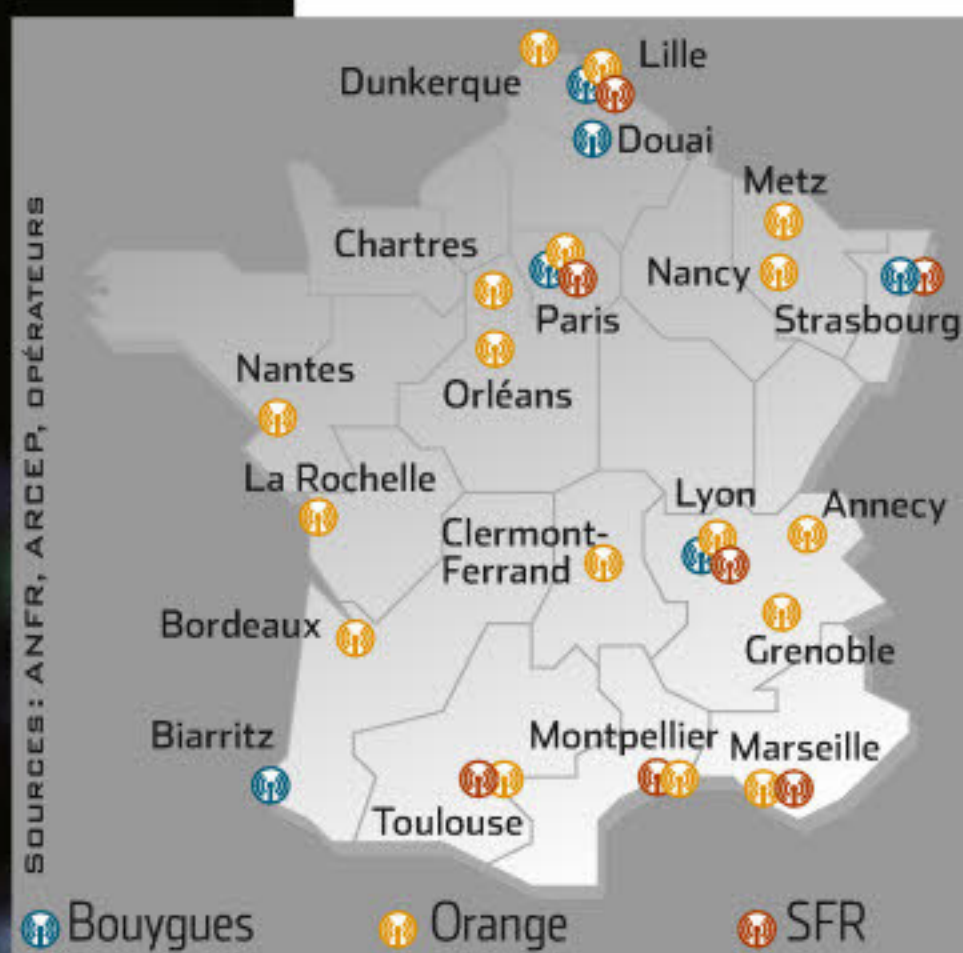 SOURCES: ANFR, ARCEP, OPÉRATEURS
Dunkerque
Lille
Douai
Metz
Chartres
Nancy
Paris
Strasbourg
Nantes
Orléans
La Rochelle
Lyon
Annecy
Clermont-
Ferrand
Bordeaux
Grenoble
Biarritz
Montpellier
Marseille
Toulouse
Bouygues
Orange
SFR